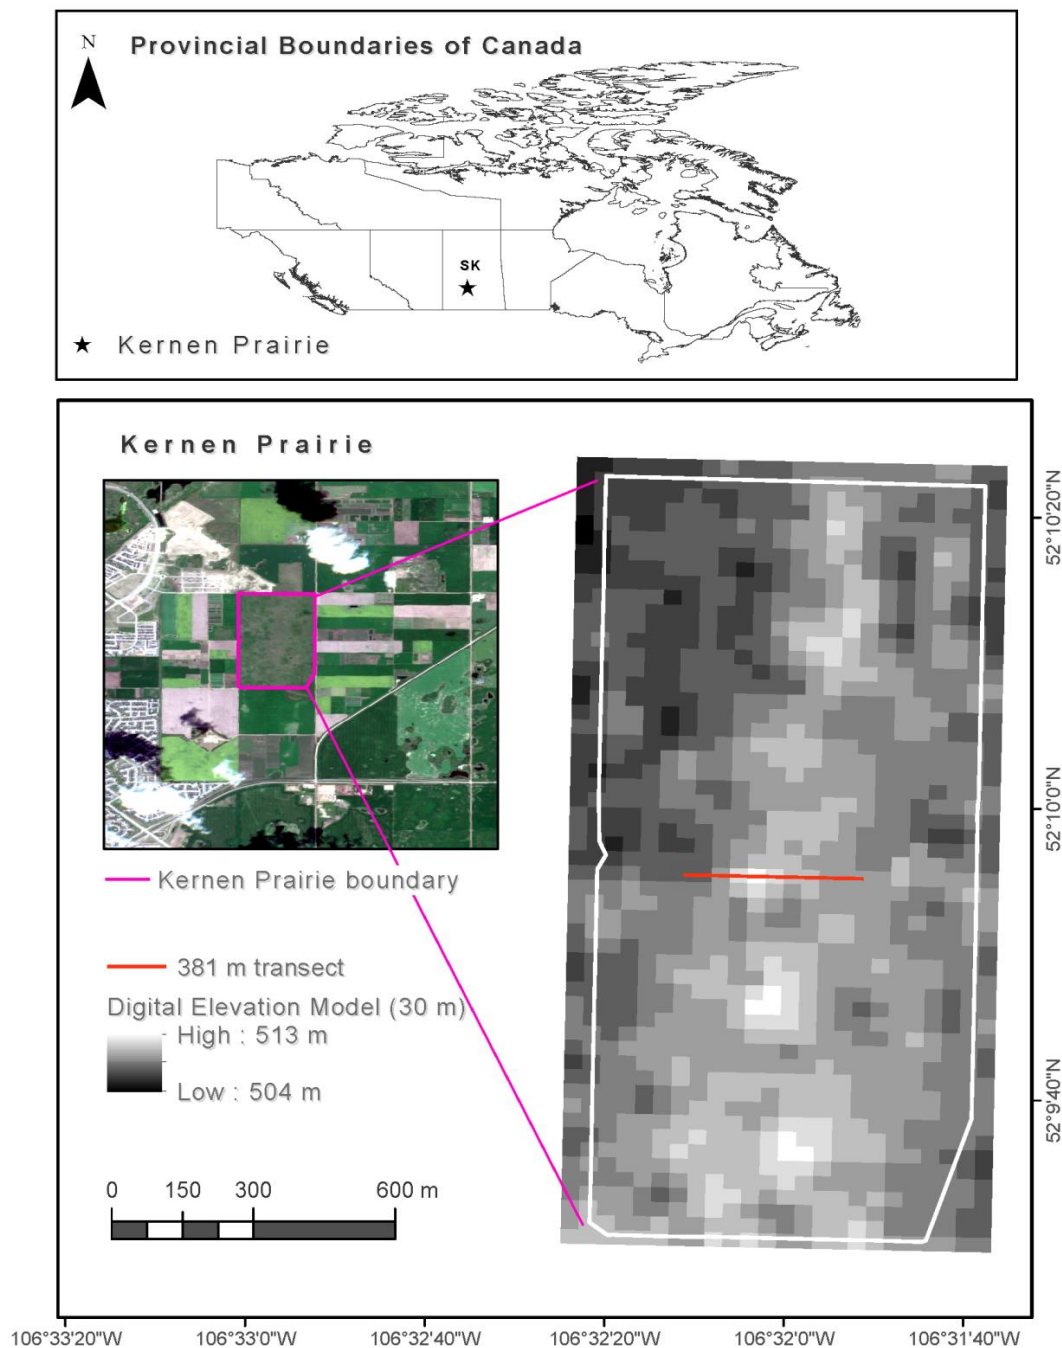 N
Provincial Boundaries of Canada
SK
Kernen Prairie
Kernen Prairie
Kernen Prairie boundary
381 m transect
Digital Elevation Model (30 m)
High : 513 m
Low : 504 m
0 150 300 600 m
52°10'20"N
52°10'0"N
52°9'40"N
106°33'20"W 106°33'0"W 106°32'40"W 106°32'20"W 106°32'0"W 106°31'40"W